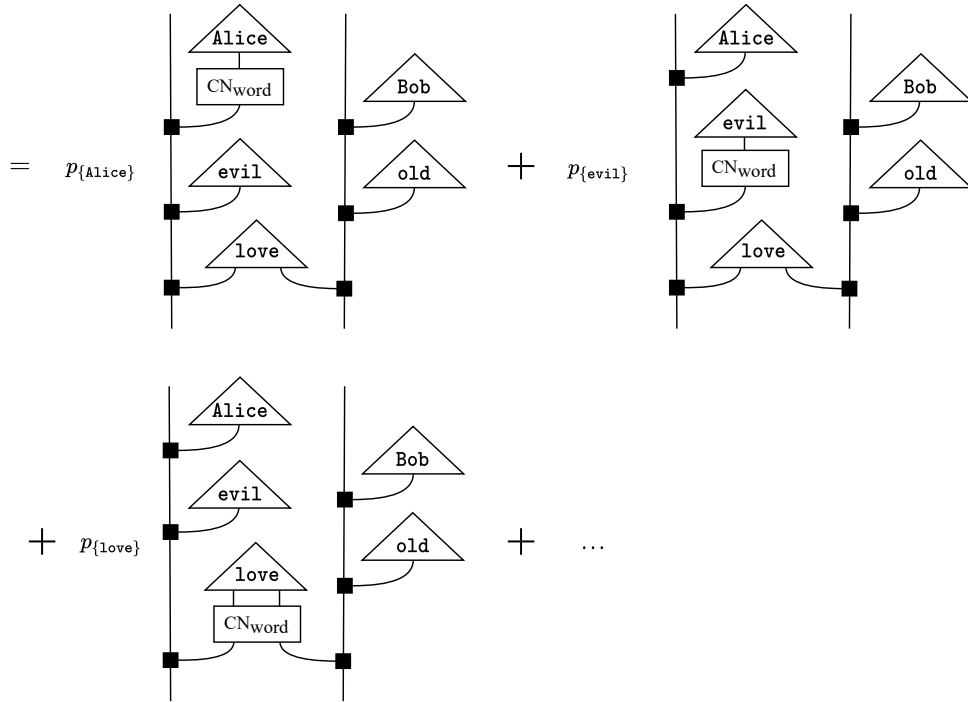 Alice
CNword
Bob
evil
old
love
= p{Alice}
+ p{evil}
Alice
Bob
evil
CNword
old
love
+ p{love}
Alice
Bob
evil
old
love
CNword
+ ...